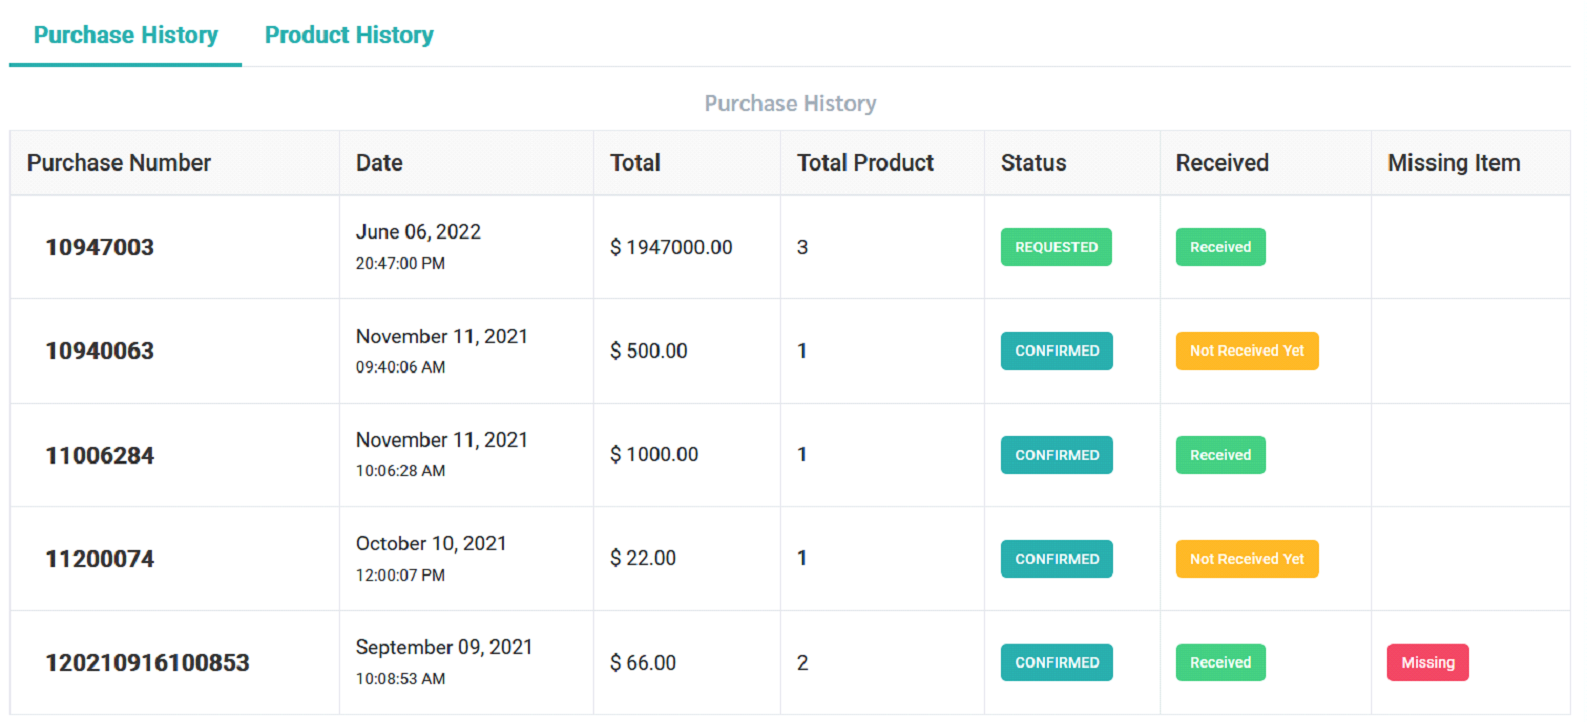 Purchase History Product History
Purchase History
Purchase Number Date Total Total Product Status Received Missing Item
10947003 June 06, 2022 $ 1947000.00 3 REQUESTED Received
20:47:00 PM
10940063 November 11, 2021 $ 500.00 1 CONFIRMED Not Received Yet
09:40:06 AM
11006284 November 11, 2021 $ 1000.00 1 CONFIRMED Received
10:06:28 AM
11200074 October 10, 2021 $ 22.00 1 CONFIRMED Not Received Yet
12:00:07 PM
120210916100853 September 09, 2021 $ 66.00 2 CONFIRMED Received Missing
10:08:53 AM